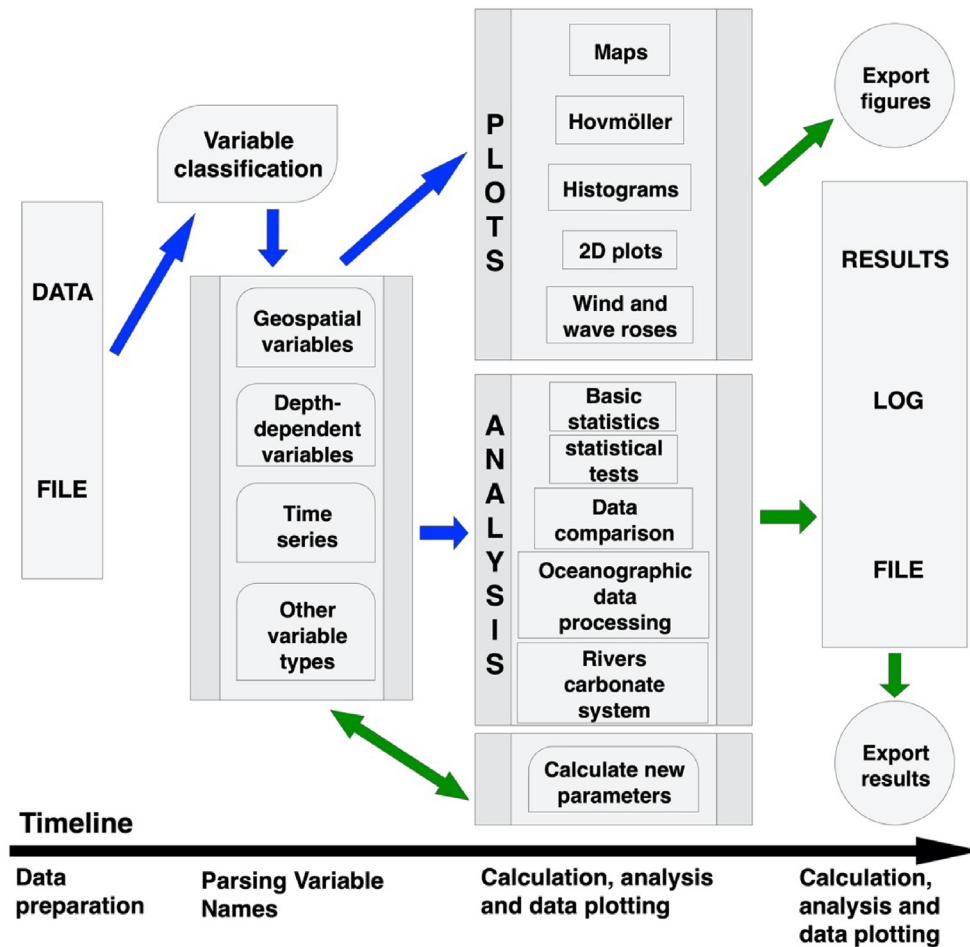 DATA
FILE
Variable
classification
Geospatial
variables
Depth-
dependent
variables
Time
series
Other
variable
types
PLOTS
Maps
Hovmöller
Histograms
2D plots
Wind and
wave roses
ANALYSIS
Basic
statistics
statistical
tests
Data
comparison
Oceanographic
data
processing
Rivers
carbonate
system
Calculate new
parameters
Export
figures
RESULTS
LOG
FILE
Export
results
Timeline
Data
preparation
Parsing Variable
Names
Calculation, analysis
and data plotting
Calculation,
analysis and
data plotting